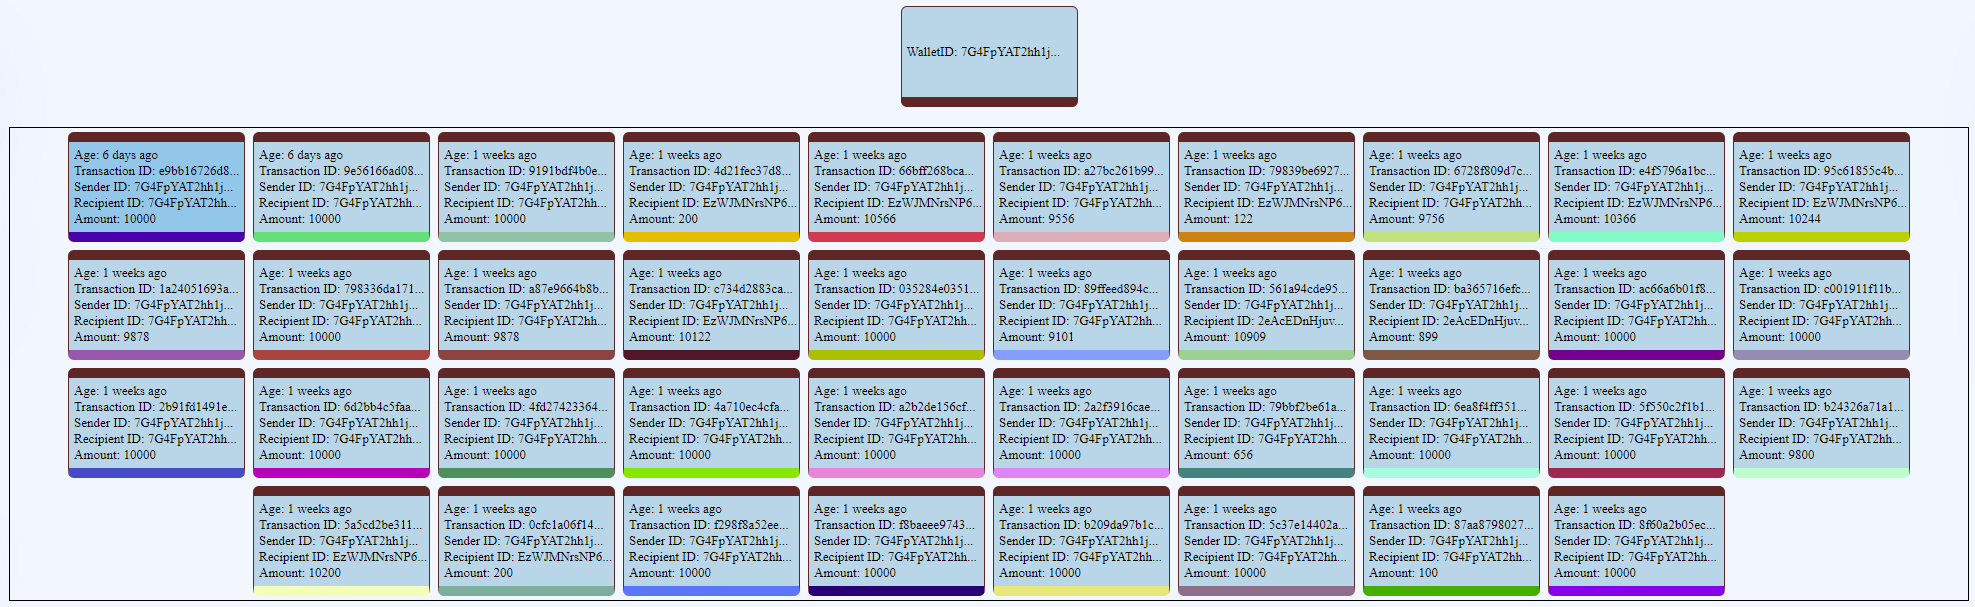 WalletID: 7G4FpYAT2hh1j...
Age: 6 days ago
Transaction ID: e9bb16726d8...
Sender ID: 7G4FpYAT2hh1j...
Recipient ID: 7G4FpYAT2hh...
Amount: 10000
Age: 6 days ago
Transaction ID: 9e56166ad08...
Sender ID: 7G4FpYAT2hh1j...
Recipient ID: 7G4FpYAT2hh...
Amount: 10000
Age: 1 weeks ago
Transaction ID: 9191bdf4b0e...
Sender ID: 7G4FpYAT2hh1j...
Recipient ID: 7G4FpYAT2hh...
Amount: 10000
Age: 1 weeks ago
Transaction ID: 4d21fec37d8...
Sender ID: 7G4FpYAT2hh1j...
Recipient ID: EzWJMNrsNP6...
Amount: 200
Age: 1 weeks ago
Transaction ID: 66bff268bca...
Sender ID: 7G4FpYAT2hh1j...
Recipient ID: EzWJMNrsNP6...
Amount: 10566
Age: 1 weeks ago
Transaction ID: a27bc261b99...
Sender ID: 7G4FpYAT2hh1j...
Recipient ID: 7G4FpYAT2hh...
Amount: 9556
Age: 1 weeks ago
Transaction ID: 79839be6927...
Sender ID: 7G4FpYAT2hh1j...
Recipient ID: EzWJMNrsNP6...
Amount: 122
Age: 1 weeks ago
Transaction ID: 6728f809d7c...
Sender ID: 7G4FpYAT2hh1j...
Recipient ID: 7G4FpYAT2hh...
Amount: 9756
Age: 1 weeks ago
Transaction ID: e4f5796a1bc...
Sender ID: 7G4FpYAT2hh1j...
Recipient ID: EzWJMNrsNP6...
Amount: 10366
Age: 1 weeks ago
Transaction ID: 95c61855c4b...
Sender ID: 7G4FpYAT2hh1j...
Recipient ID: EzWJMNrsNP6...
Amount: 10244
Age: 1 weeks ago
Transaction ID: 1a24051693a...
Sender ID: 7G4FpYAT2hh1j...
Recipient ID: 7G4FpYAT2hh...
Amount: 9878
Age: 1 weeks ago
Transaction ID: 798336da171...
Sender ID: 7G4FpYAT2hh1j...
Recipient ID: 7G4FpYAT2hh...
Amount: 10000
Age: 1 weeks ago
Transaction ID: a87e9664b8b...
Sender ID: 7G4FpYAT2hh1j...
Recipient ID: 7G4FpYAT2hh...
Amount: 9878
Age: 1 weeks ago
Transaction ID: c734d2883ca...
Sender ID: 7G4FpYAT2hh1j...
Recipient ID: EzWJMNrsNP6...
Amount: 10122
Age: 1 weeks ago
Transaction ID: 035284e0351...
Sender ID: 7G4FpYAT2hh1j...
Recipient ID: 7G4FpYAT2hh...
Amount: 10000
Age: 1 weeks ago
Transaction ID: 89ffeed894c...
Sender ID: 7G4FpYAT2hh1j...
Recipient ID: 7G4FpYAT2hh...
Amount: 9101
Age: 1 weeks ago
Transaction ID: 561a94cde95...
Sender ID: 7G4FpYAT2hh1j...
Recipient ID: 2eAcEDnHjuv...
Amount: 10909
Age: 1 weeks ago
Transaction ID: ba365716efc...
Sender ID: 7G4FpYAT2hh1j...
Recipient ID: 2eAcEDnHjuv...
Amount: 899
Age: 1 weeks ago
Transaction ID: ac66a6b01f8...
Sender ID: 7G4FpYAT2hh1j...
Recipient ID: 7G4FpYAT2hh...
Amount: 10000
Age: 1 weeks ago
Transaction ID: c001911f11b...
Sender ID: 7G4FpYAT2hh1j...
Recipient ID: 7G4FpYAT2hh...
Amount: 10000
Age: 1 weeks ago
Transaction ID: 2b91fd1491e...
Sender ID: 7G4FpYAT2hh1j...
Recipient ID: 7G4FpYAT2hh...
Amount: 10000
Age: 1 weeks ago
Transaction ID: 6d2bb4c5faa...
Sender ID: 7G4FpYAT2hh1j...
Recipient ID: 7G4FpYAT2hh...
Amount: 10000
Age: 1 weeks ago
Transaction ID: 4fd27423364...
Sender ID: 7G4FpYAT2hh1j...
Recipient ID: 7G4FpYAT2hh...
Amount: 10000
Age: 1 weeks ago
Transaction ID: 4a710ec4cfa...
Sender ID: 7G4FpYAT2hh1j...
Recipient ID: 7G4FpYAT2hh...
Amount: 10000
Age: 1 weeks ago
Transaction ID: a2b2de156cf...
Sender ID: 7G4FpYAT2hh1j...
Recipient ID: 7G4FpYAT2hh...
Amount: 10000
Age: 1 weeks ago
Transaction ID: 2a2f3916cae...
Sender ID: 7G4FpYAT2hh1j...
Recipient ID: 7G4FpYAT2hh...
Amount: 10000
Age: 1 weeks ago
Transaction ID: 79bbf2be61a...
Sender ID: 7G4FpYAT2hh1j...
Recipient ID: 7G4FpYAT2hh...
Amount: 656
Age: 1 weeks ago
Transaction ID: 6ea8f4ff351...
Sender ID: 7G4FpYAT2hh1j...
Recipient ID: 7G4FpYAT2hh...
Amount: 10000
Age: 1 weeks ago
Transaction ID: 5f550c2f1b1...
Sender ID: 7G4FpYAT2hh1j...
Recipient ID: 7G4FpYAT2hh...
Amount: 10000
Age: 1 weeks ago
Transaction ID: b24326a71a1...
Sender ID: 7G4FpYAT2hh1j...
Recipient ID: 7G4FpYAT2hh...
Amount: 9800
Age: 1 weeks ago
Transaction ID: 5a5cd2be311...
Sender ID: 7G4FpYAT2hh1j...
Recipient ID: EzWJMNrsNP6...
Amount: 10200
Age: 1 weeks ago
Transaction ID: 0cfc1a06f14...
Sender ID: 7G4FpYAT2hh1j...
Recipient ID: EzWJMNrsNP6...
Amount: 200
Age: 1 weeks ago
Transaction ID: f298f8a52ee...
Sender ID: 7G4FpYAT2hh1j...
Recipient ID: 7G4FpYAT2hh...
Amount: 10000
Age: 1 weeks ago
Transaction ID: f8baeee9743...
Sender ID: 7G4FpYAT2hh1j...
Recipient ID: 7G4FpYAT2hh...
Amount: 10000
Age: 1 weeks ago
Transaction ID: b209da97b1c...
Sender ID: 7G4FpYAT2hh1j...
Recipient ID: 7G4FpYAT2hh...
Amount: 10000
Age: 1 weeks ago
Transaction ID: 5c37e14402a...
Sender ID: 7G4FpYAT2hh1j...
Recipient ID: 7G4FpYAT2hh...
Amount: 10000
Age: 1 weeks ago
Transaction ID: 87aa8798027...
Sender ID: 7G4FpYAT2hh1j...
Recipient ID: 7G4FpYAT2hh...
Amount: 100
Age: 1 weeks ago
Transaction ID: 8f60a2b05ec...
Sender ID: 7G4FpYAT2hh1j...
Recipient ID: 7G4FpYAT2hh...
Amount: 10000